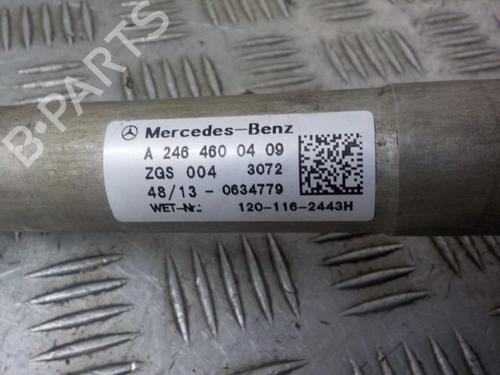 B-PARTS
Mercedes-Benz
A 246 460 04 09
ZGS 004 3072
48/13 - 0634779
WET-Nr: 120-116-2443H